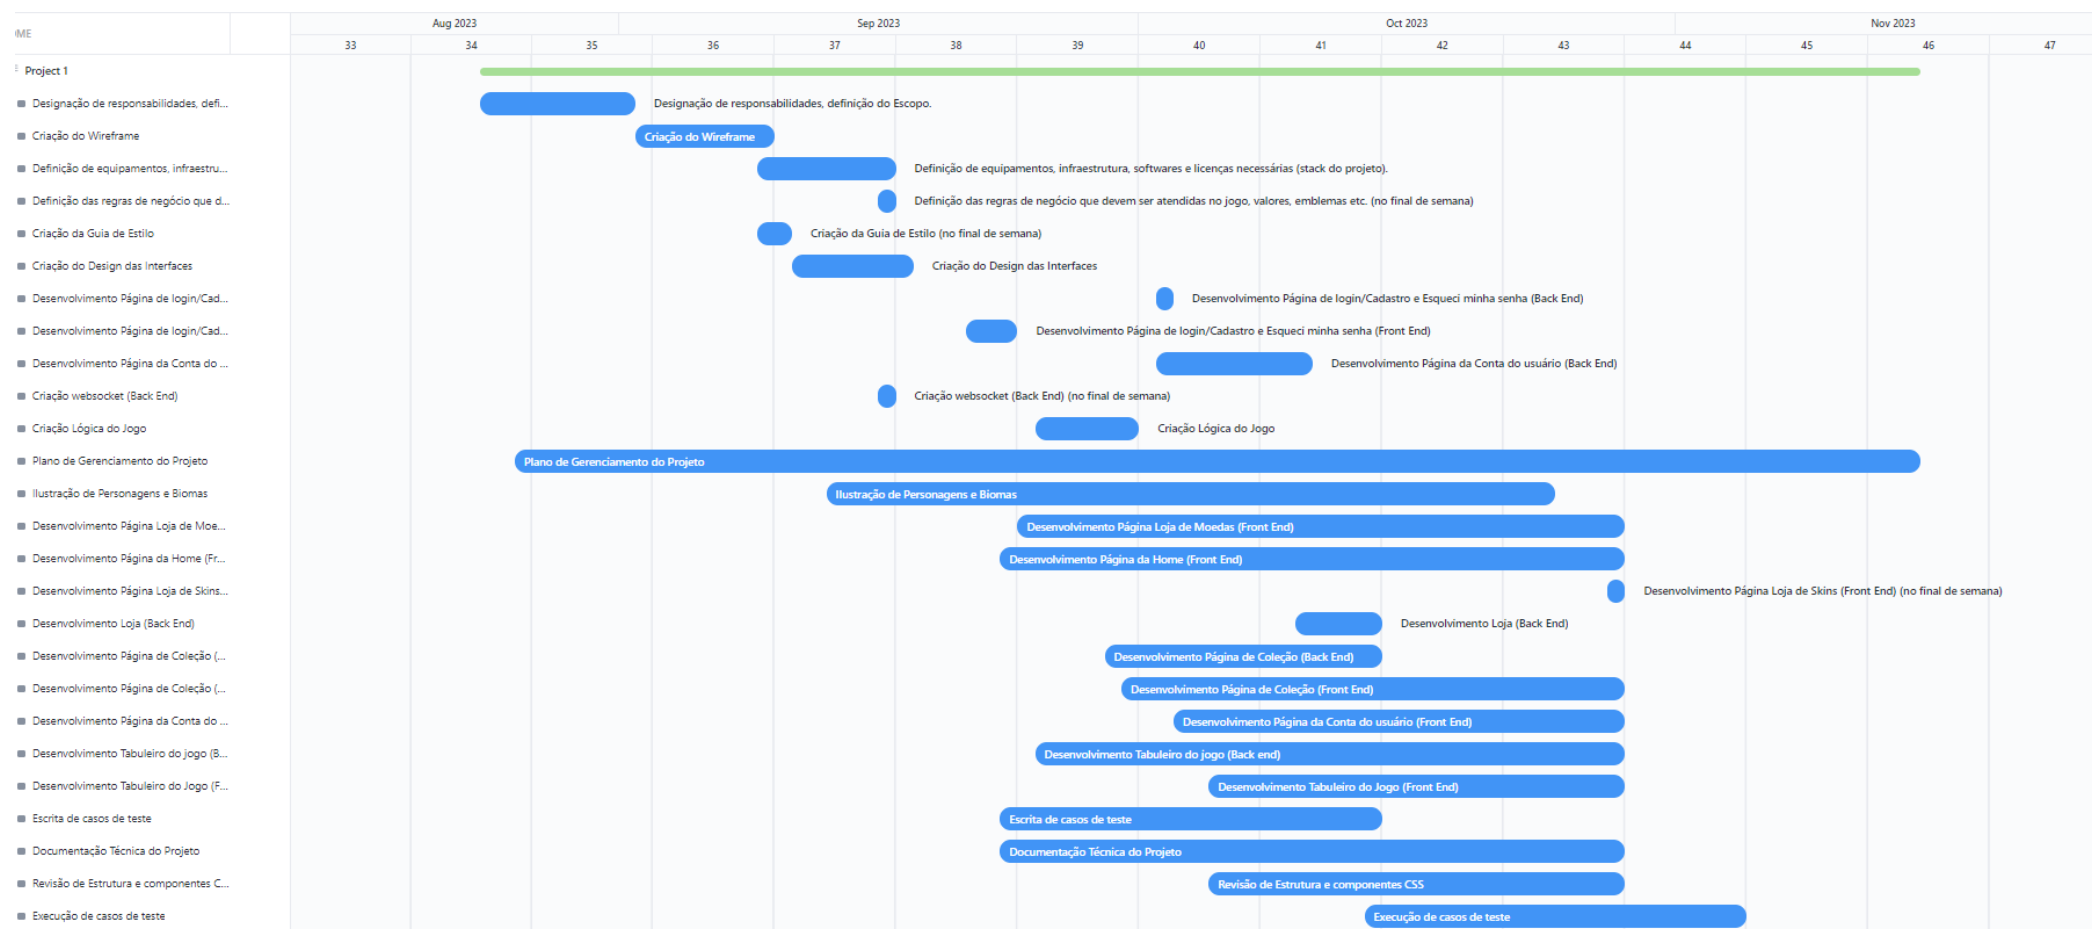 Aug 2023 Sep 2023 Oct 2023 Nov 2023
33 34 35 36 37 38 39 40 41 42 43 44 45 46 47
Project 1
Designação de responsabilidades, defi... Designação de responsabilidades, definição do Escopo.
Criação do Wireframe Criação do Wireframe
Definição de equipamentos, infraestru... Definição de equipamentos, infraestrutura, softwares e licenças necessárias (stack do projeto).
Definição das regras de negócio que d... Definição das regras de negócio que devem ser atendidas no jogo, valores, emblemas etc. (no final de semana)
Criação da Guia de Estilo Criação da Guia de Estilo (no final de semana)
Criação do Design das Interfaces Criação do Design das Interfaces
Desenvolvimento Página de login/Cad... Desenvolvimento Página de login/Cadastro e Esqueci minha senha (Back End)
Desenvolvimento Página de login/Cad... Desenvolvimento Página de login/Cadastro e Esqueci minha senha (Front End)
Desenvolvimento Página da Conta do ... Desenvolvimento Página da Conta do usuário (Back End)
Criação websocket (Back End) Criação websocket (Back End) (no final de semana)
Criação Lógica do Jogo Criação Lógica do Jogo
Plano de Gerenciamento do Projeto Plano de Gerenciamento do Projeto
Ilustração de Personagens e Biomas Ilustração de Personagens e Biomas
Desenvolvimento Página Loja de Moe... Desenvolvimento Página Loja de Moedas (Front End)
Desenvolvimento Página da Home (Fr... Desenvolvimento Página da Home (Front End)
Desenvolvimento Página Loja de Skins... Desenvolvimento Página Loja de Skins (Front End) (no final de semana)
Desenvolvimento Loja (Back End) Desenvolvimento Loja (Back End)
Desenvolvimento Página de Coleção (... Desenvolvimento Página de Coleção (Back End)
Desenvolvimento Página de Coleção (... Desenvolvimento Página de Coleção (Front End)
Desenvolvimento Página da Conta do ... Desenvolvimento Página da Conta do usuário (Front End)
Desenvolvimento Tabuleiro do jogo (B... Desenvolvimento Tabuleiro do jogo (Back end)
Desenvolvimento Tabuleiro do Jogo (F... Desenvolvimento Tabuleiro do Jogo (Front End)
Escrita de casos de teste Escrita de casos de teste
Documentação Técnica do Projeto Documentação Técnica do Projeto
Revisão de Estrutura e componentes C... Revisão de Estrutura e componentes CSS
Execução de casos de teste Execução de casos de teste